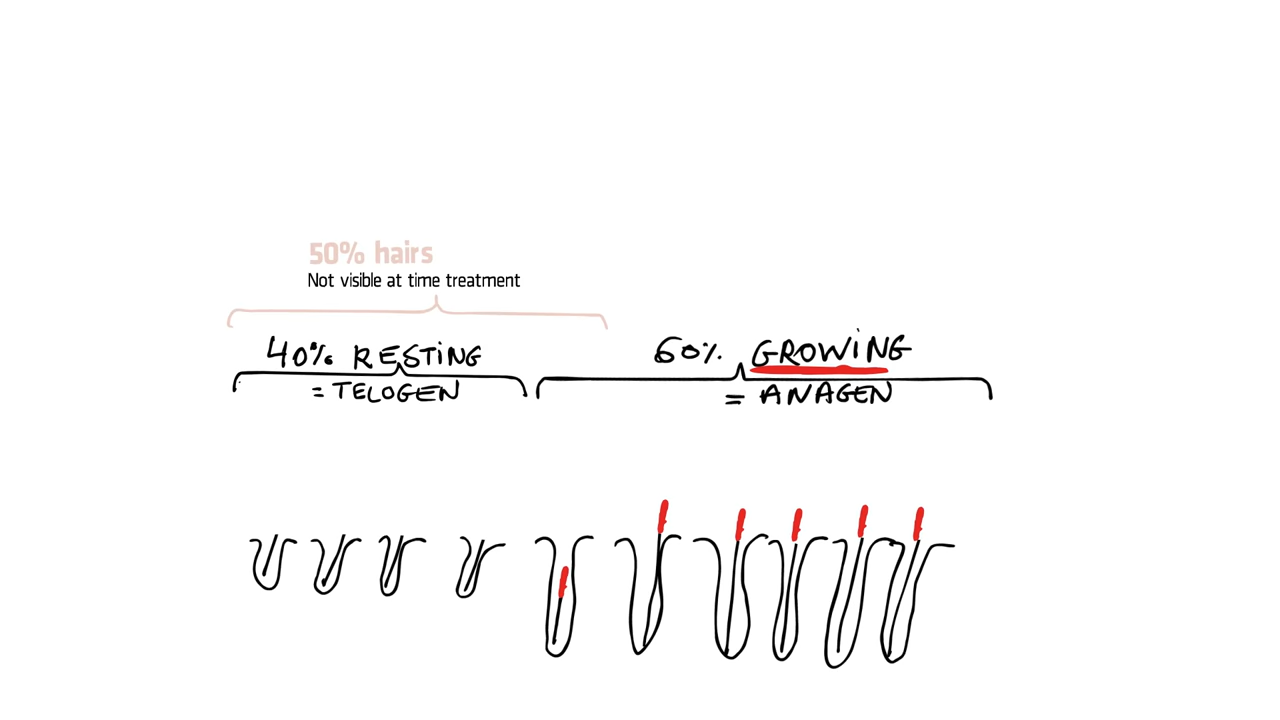 50% hairs
Not visible at time treatment
40% RESTING
= TELOGEN
60% GROWING
= ANAGEN